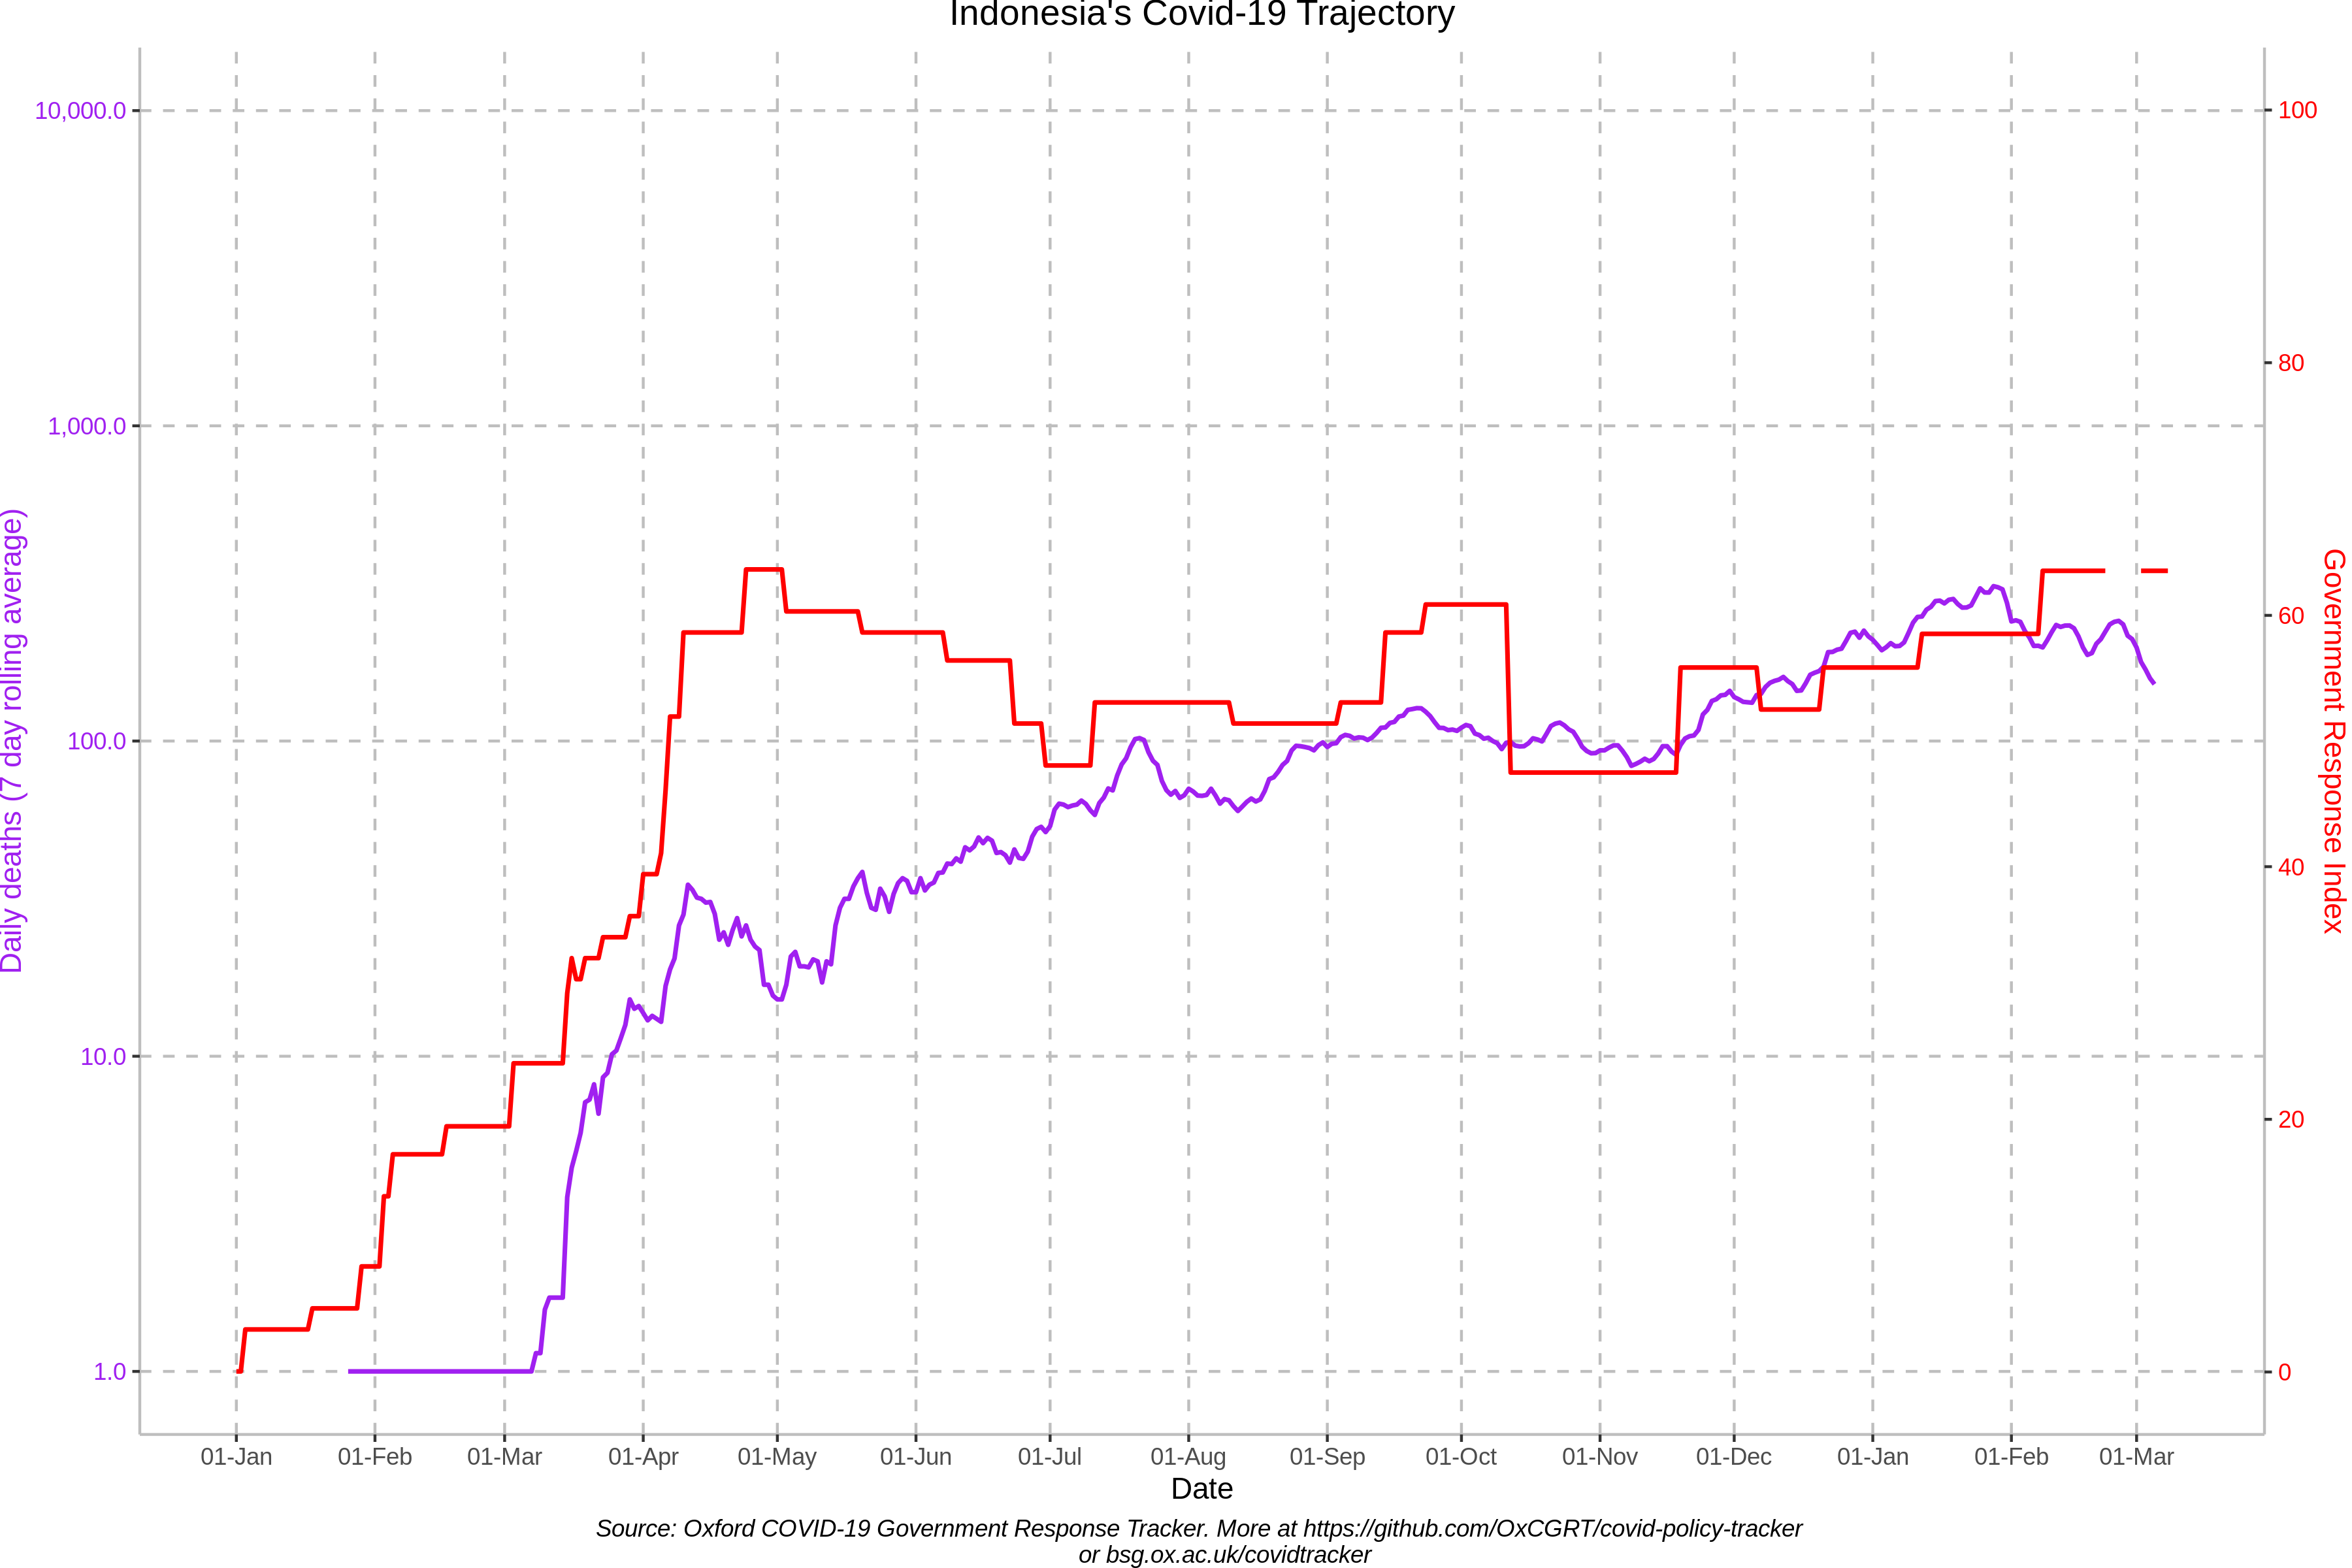 Indonesia's Covid-19 Trajectory
Daily deaths (7 day rolling average)
10,000.0
1,000.0
100.0
10.0
1.0
100
80
60
40
20
0
Government Response Index
01-Jan 01-Feb 01-Mar 01-Apr 01-May 01-Jun 01-Jul 01-Aug 01-Sep 01-Oct 01-Nov 01-Dec 01-Jan 01-Feb 01-Mar
Date
Source: Oxford COVID-19 Government Response Tracker. More at https://github.com/OxCGRT/covid-policy-tracker
or bsg.ox.ac.uk/covidtracker